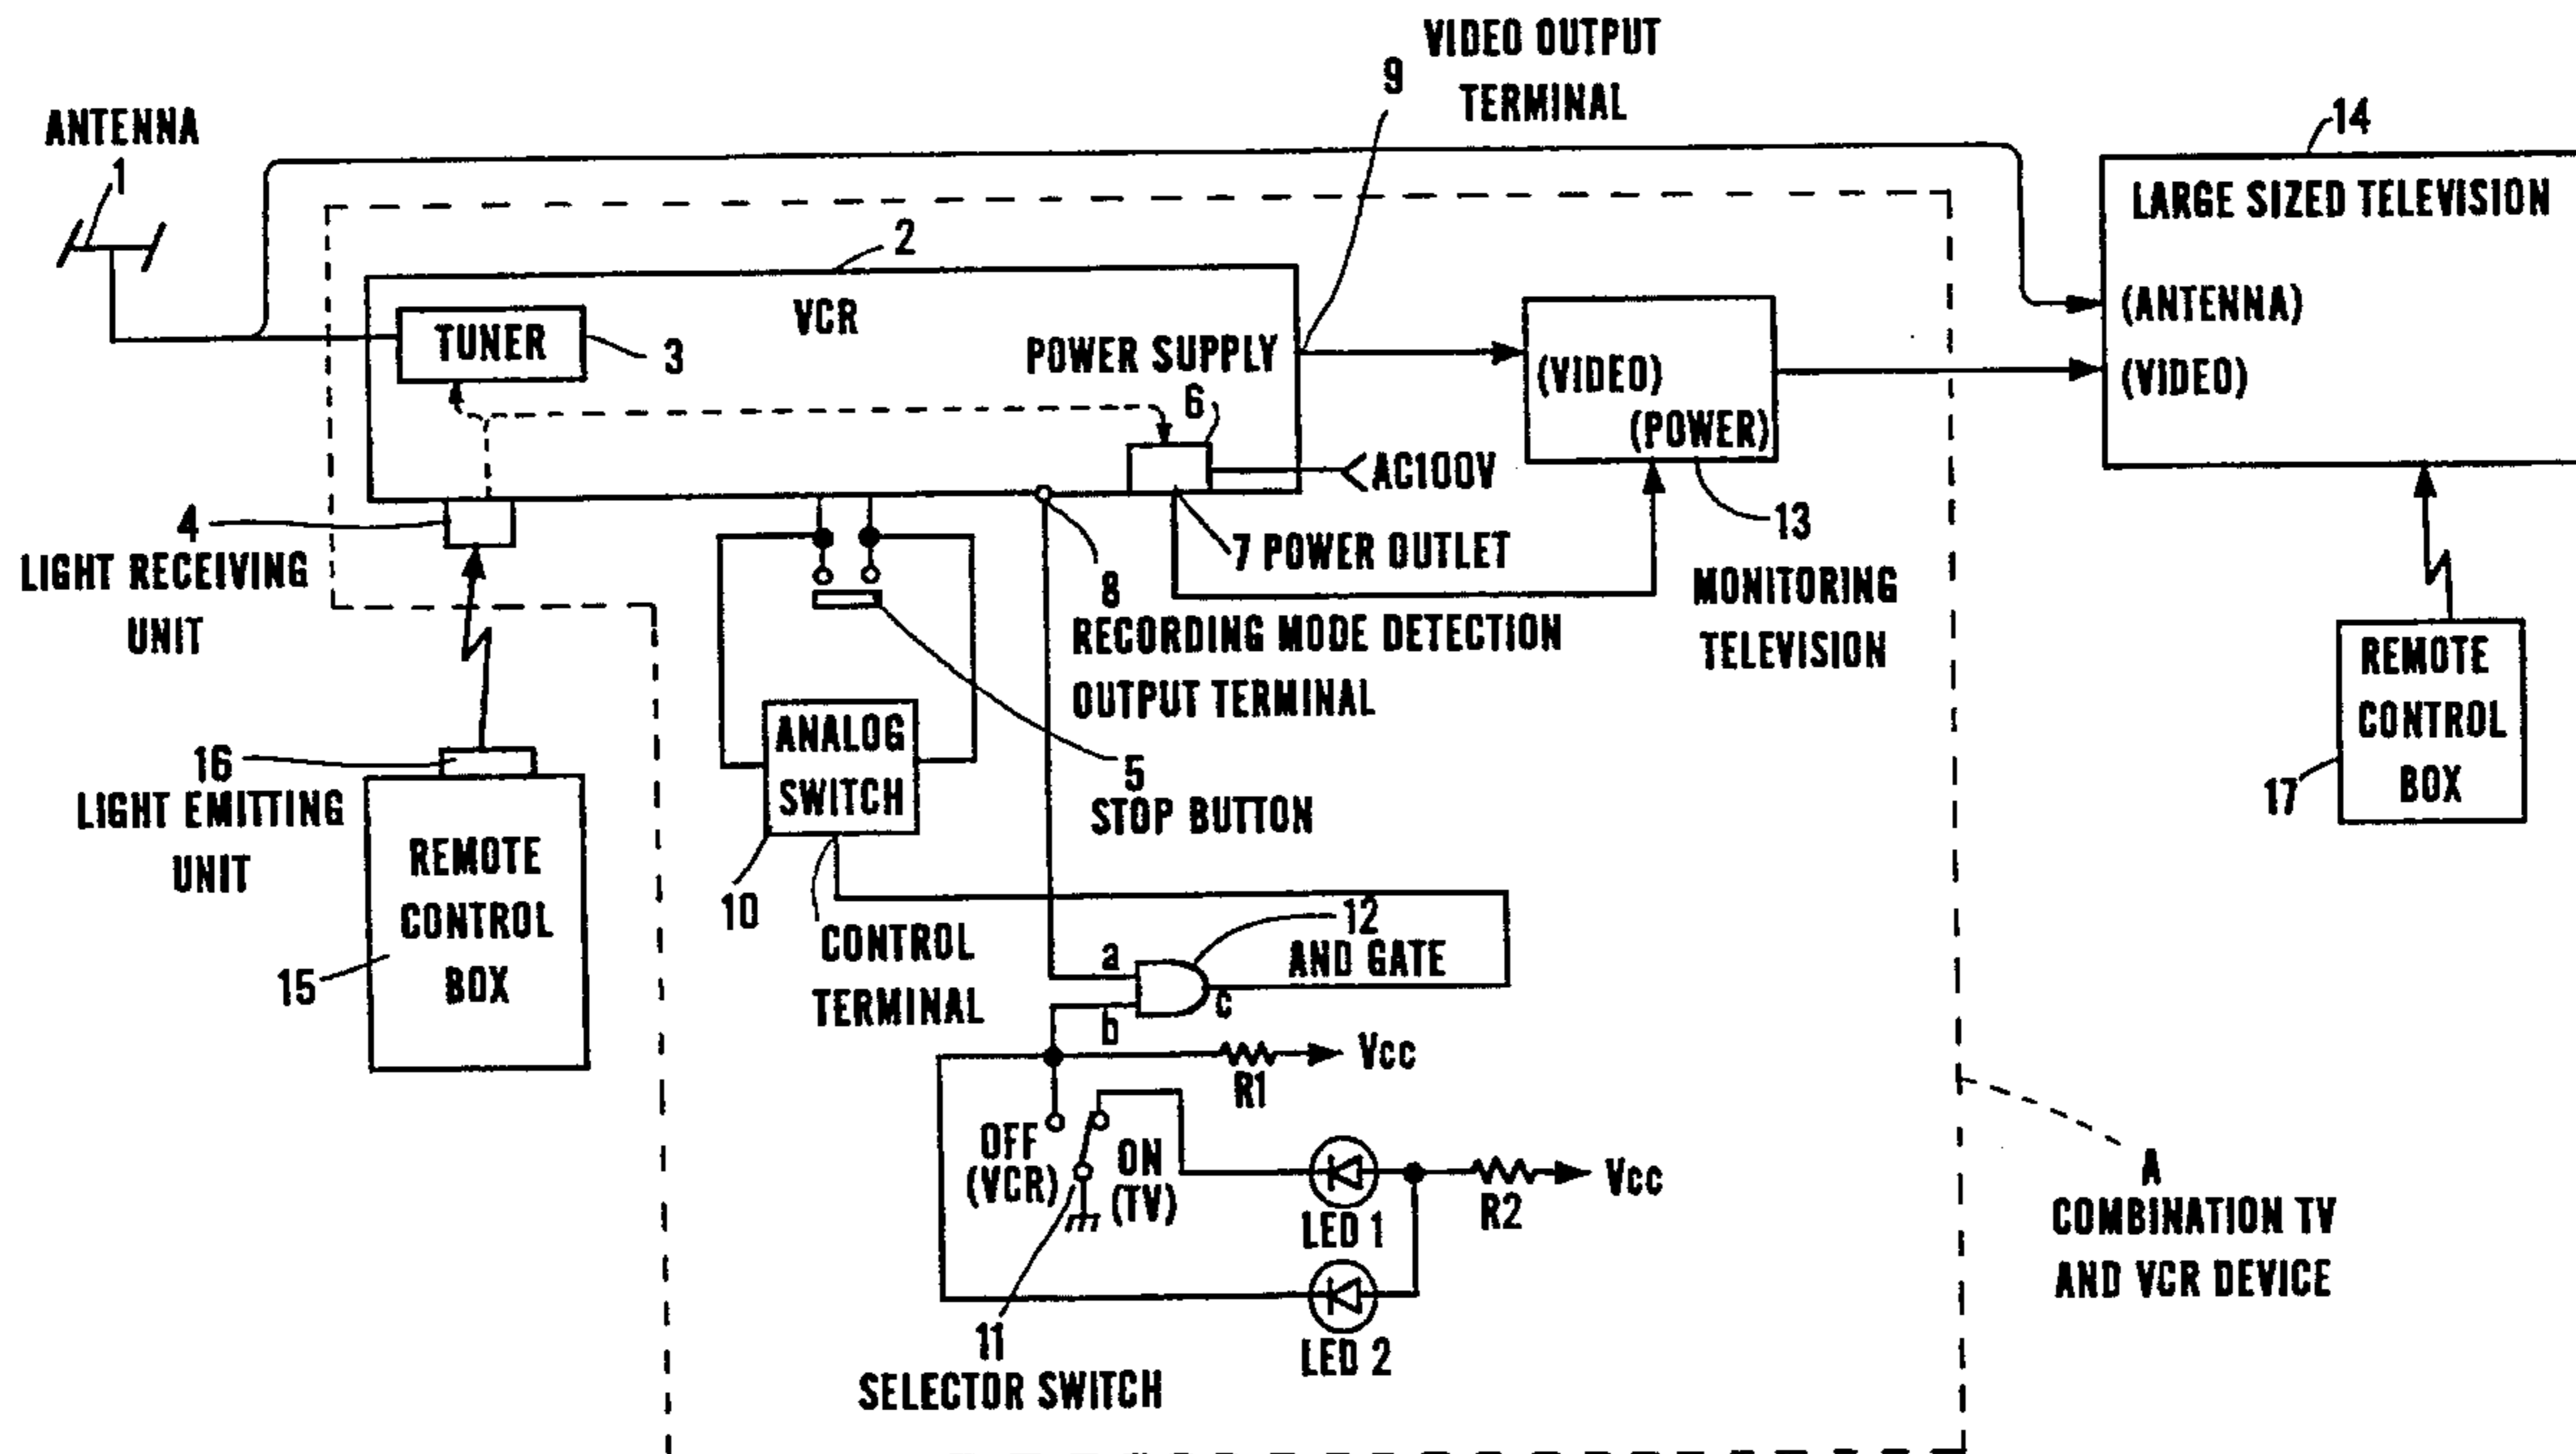 VIDEO OUTPUT
TERMINAL
9
ANTENNA
1
14
LARGE SIZED TELEVISION
(ANTENNA)
(VIDEO)
2
VCR
TUNER
3
POWER SUPPLY
6
(VIDEO)
(POWER)
AC100V
4
LIGHT RECEIVING
UNIT
7 POWER OUTLET
13
MONITORING
TELEVISION
8
RECORDING MODE DETECTION
OUTPUT TERMINAL
REMOTE
CONTROL
BOX
17
ANALOG
SWITCH
5
STOP BUTTON
16
LIGHT EMITTING
UNIT
REMOTE
CONTROL
BOX
15
10
CONTROL
TERMINAL
12
AND GATE
a
b
c
Vcc
R1
OFF
(VCR)
ON
(TV)
LED 1
R2
Vcc
LED 2
11
SELECTOR SWITCH
A
COMBINATION TV
AND VCR DEVICE